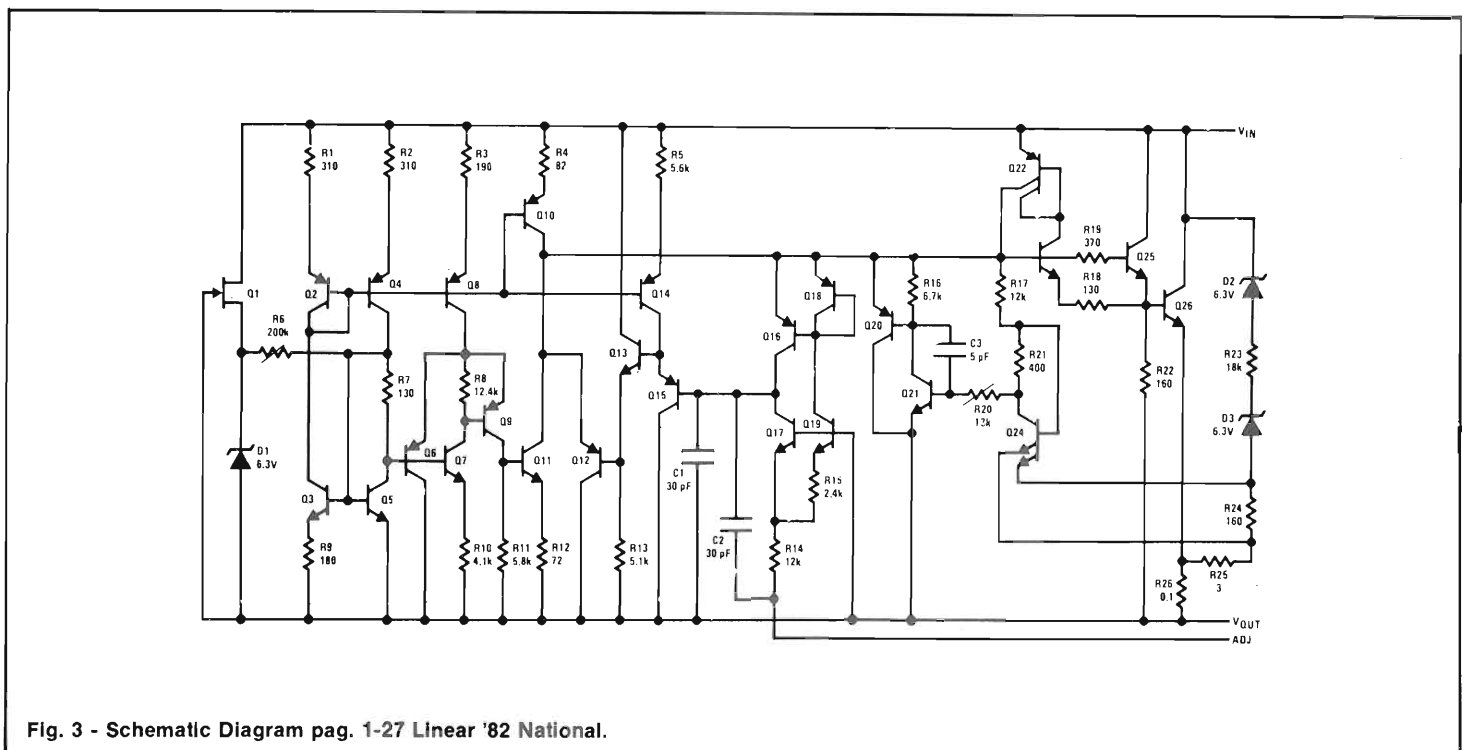 VIN
R1
310
R2
310
R3
190
R4
82
R5
5.6k
Q22
Q10
Q1
Q2
Q4
Q8
Q14
Q18
R16
6.7k
R17
12k
R19
370
R18
130
Q25
Q26
D2
6.3V
R6
200k
Q13
Q16
Q20
C3
5 pF
R21
400
R7
130
R8
12.4k
Q9
Q15
Q21
R20
13k
R22
160
R23
18k
D1
6.3V
Q6
Q7
Q11
Q12
Q17
Q19
Q24
D3
6.3V
Q3
Q5
C1
30 pF
R15
2.4k
R9
180
R10
4.1k
R11
5.8k
R12
72
R13
5.1k
C2
30 pF
R14
12k
R24
160
R25
3
R26
0.1
VOUT
ADJ
Fig. 3 - Schematic Diagram pag. 1-27 Linear '82 National.